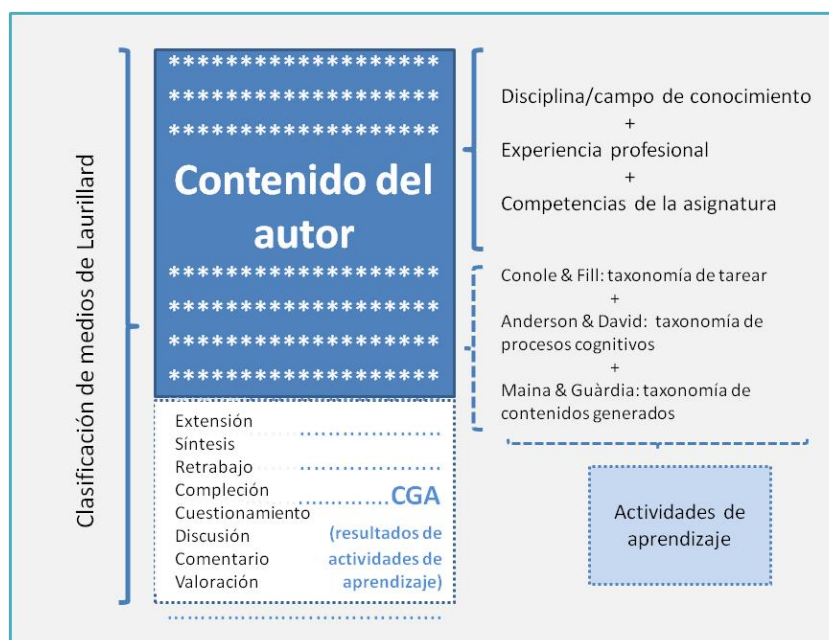 Clasificación de medios de Laurillard
*******************
*******************
*******************
Contenido del
autor
*******************
*******************
*******************
*******************
Extensión
Síntesis
Retrabajo
Compleción
Cuestionamiento
Discusión
Comentario
Valoración
CGA
(resultados de
actividades de
aprendizaje)
Disciplina/campo de conocimiento
+
Experiencia profesional
+
Competencias de la asignatura
Conole & Fill: taxonomía de tarear
+
Anderson & David: taxonomía de
procesos cognitivos
+
Maina & Guàrdia: taxonomía de
contenidos generados
Actividades de
aprendizaje